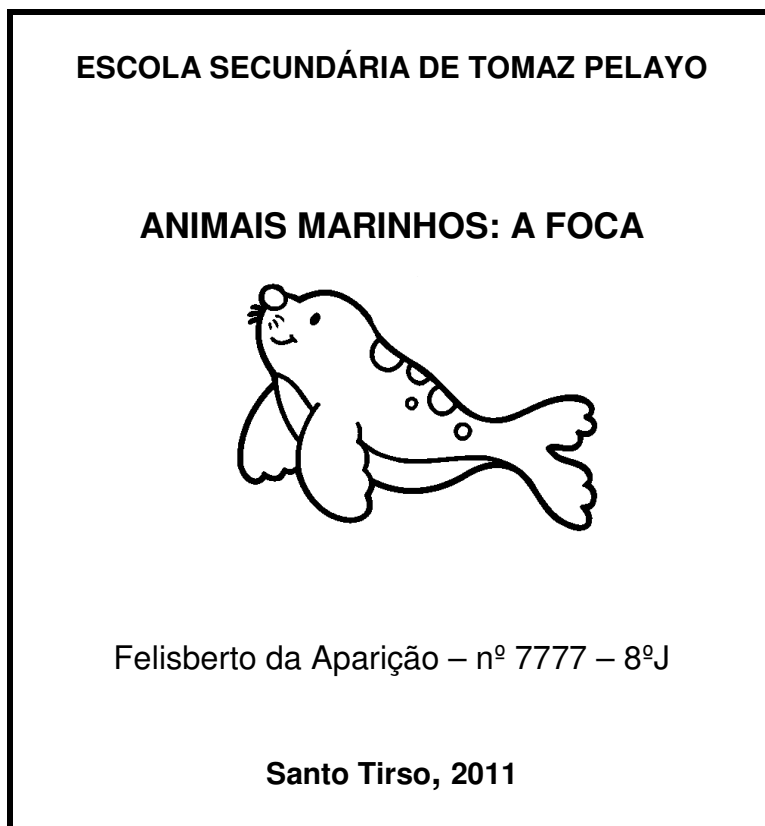 ESCOLA SECUNDÁRIA DE TOMAZ PELAYO
ANIMAIS MARINHOS: A FOCA
Felisberto da Aparição – nº 7777 – 8ºJ
Santo Tirso, 2011